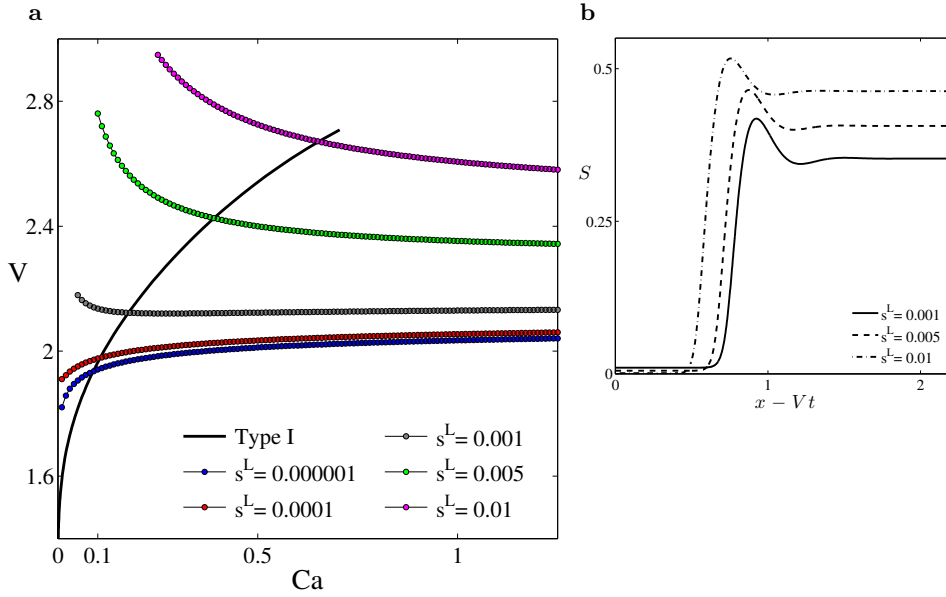 a
b
2.8
2.4
V
2
1.6
Type I
s^L = 0.000001
s^L = 0.0001
s^L = 0.001
s^L = 0.005
s^L = 0.01
0
0.1
0.5
1
Ca
0.5
S
0.25
0
s^L = 0.001
s^L = 0.005
s^L = 0.01
0
1
2
x − Vt